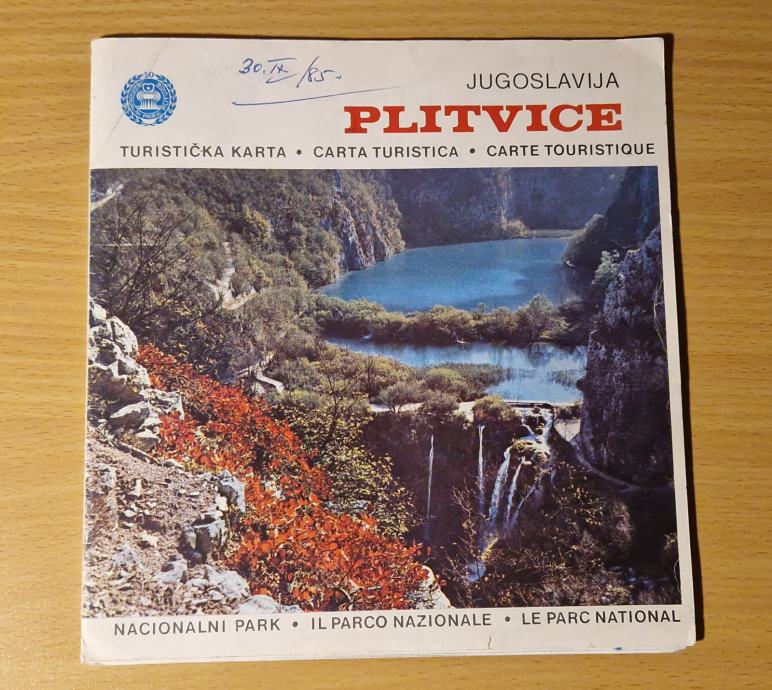 30
30. IX /85.
JUGOSLAVIJA
PLITVICE
TURISTIČKA KARTA • CARTA TURISTICA • CARTE TOURISTIQUE
NACIONALNI PARK • IL PARCO NAZIONALE • LE PARC NATIONAL